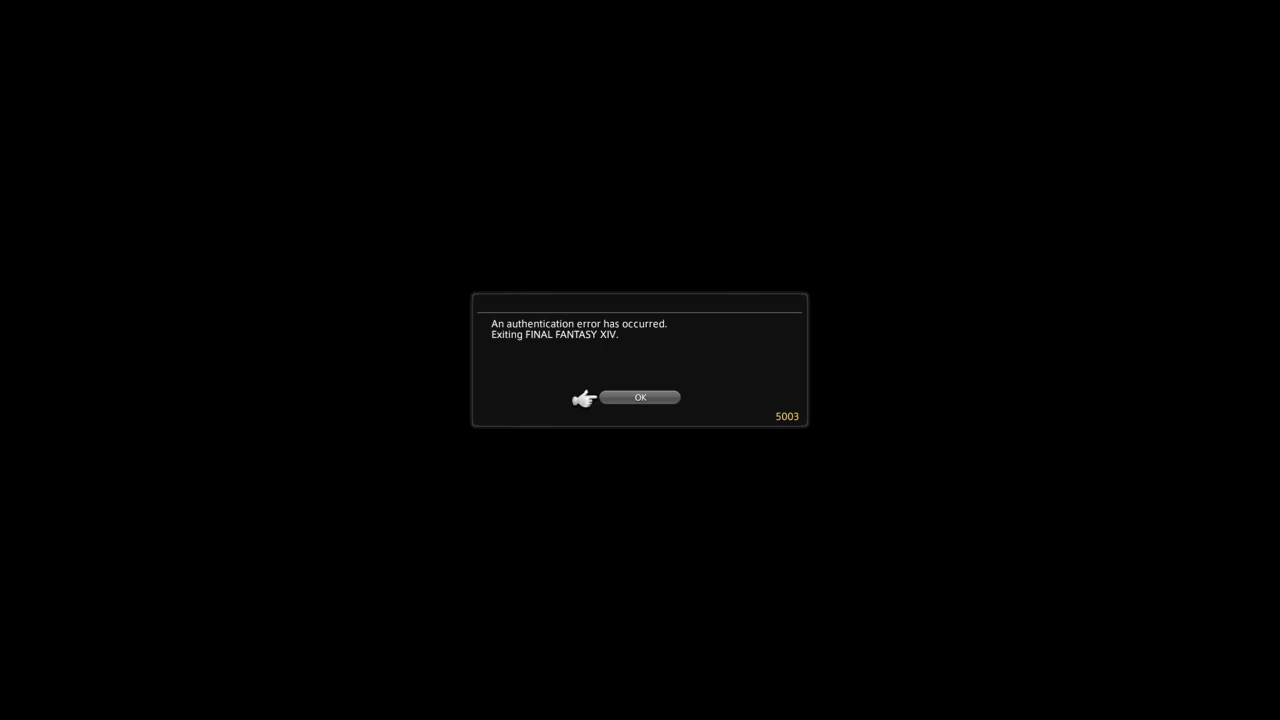 An authentication error has occurred.
Exiting FINAL FANTASY XIV.
OK
5003